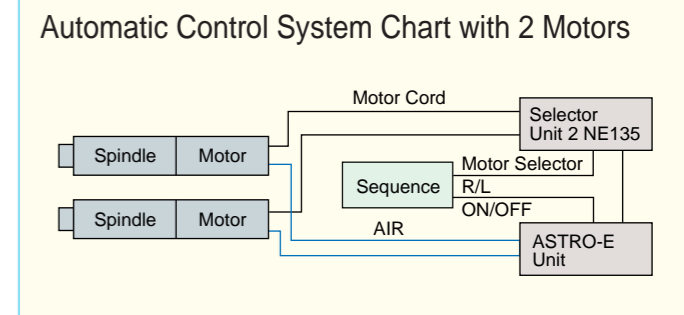 Automatic Control System Chart with 2 Motors
Motor Cord
Selector
Unit 2 NE135
Spindle
Motor
Motor Selector
Sequence
R/L
ON/OFF
Spindle
Motor
AIR
ASTRO-E
Unit